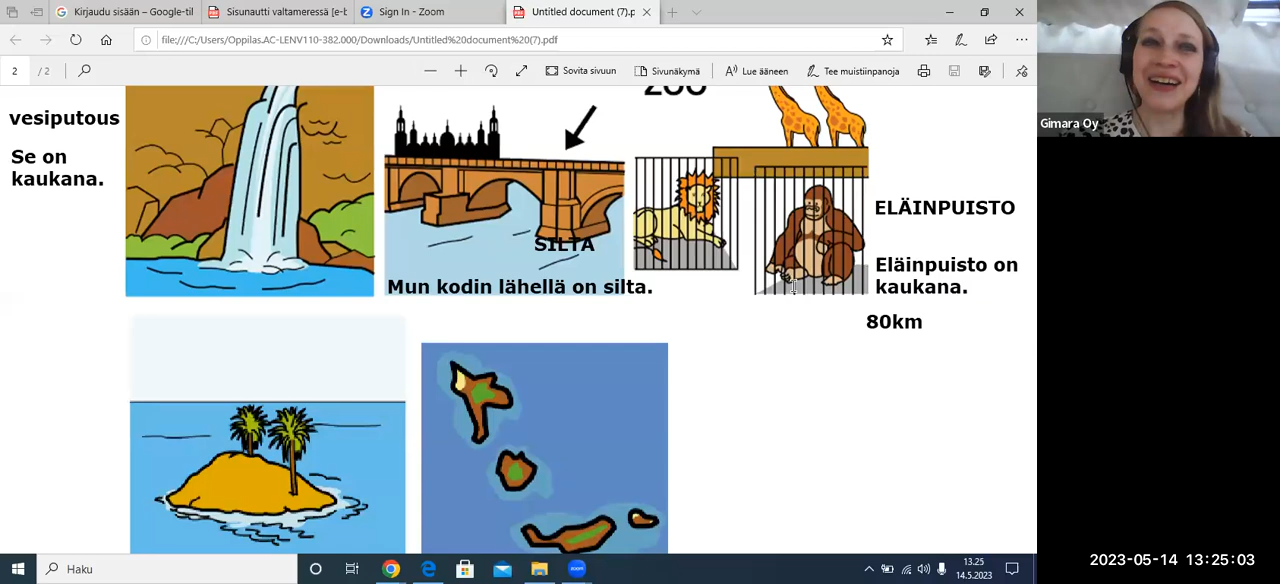 Kirjaudu sisään – Google-til
Sisunautti valtameressä [e-b
Sign In - Zoom
Untitled document (7).p
file:///C:/Users/Oppilas.AC-LENV110-382.000/Downloads/Untitled%20document%20(7).pdf
2 / 2
Sovita sivuun
Sivunäkymä
Lue ääneen
Tee muistiinpanoja
Gimara Oy
ZOO
vesiputous
Se on
kaukana.
SILTA
Mun kodin lähellä on silta.
ELÄINPUISTO
Eläinpuisto on
kaukana.
80km
Haku
13.25
14.5.2023
2023-05-14 13:25:03